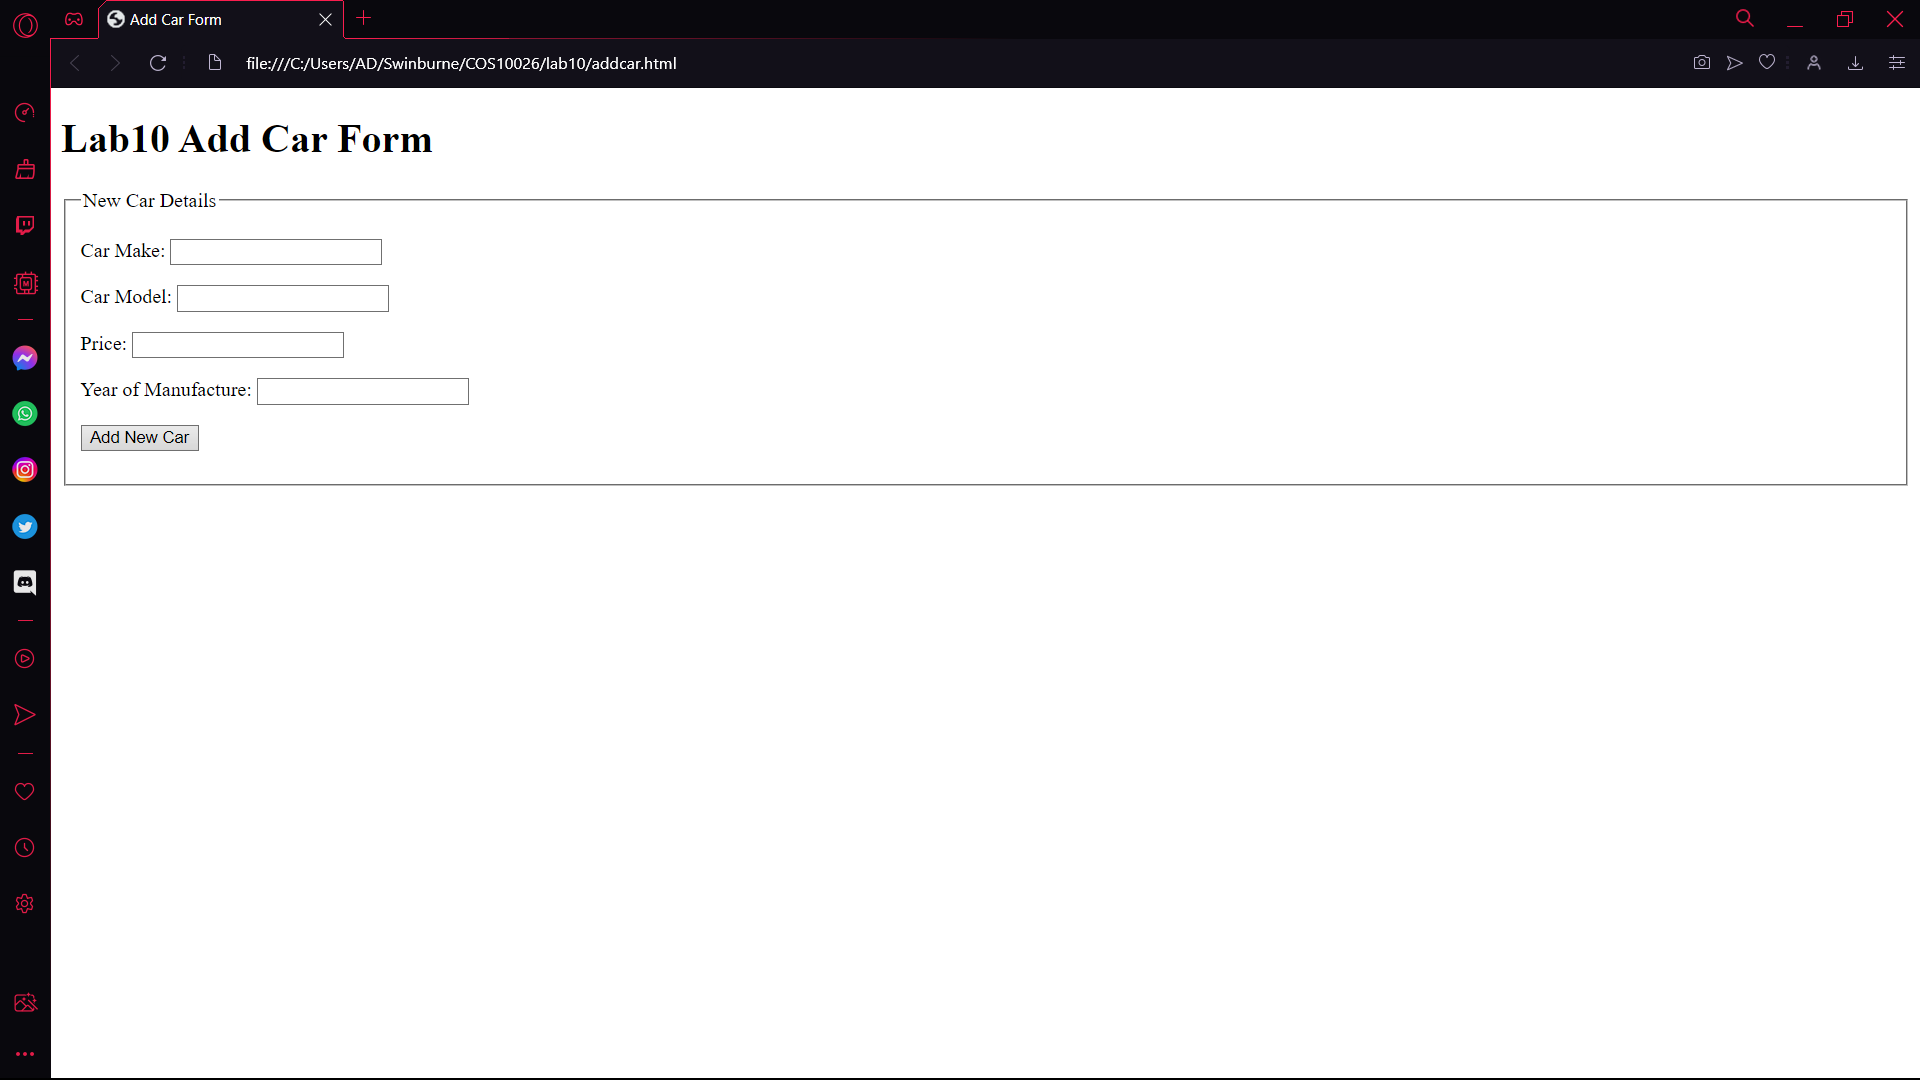 Add Car Form
file:///C:/Users/AD/Swinburne/COS10026/lab10/addcar.html
Lab10 Add Car Form
New Car Details
Car Make:
Car Model:
Price:
Year of Manufacture:
Add New Car